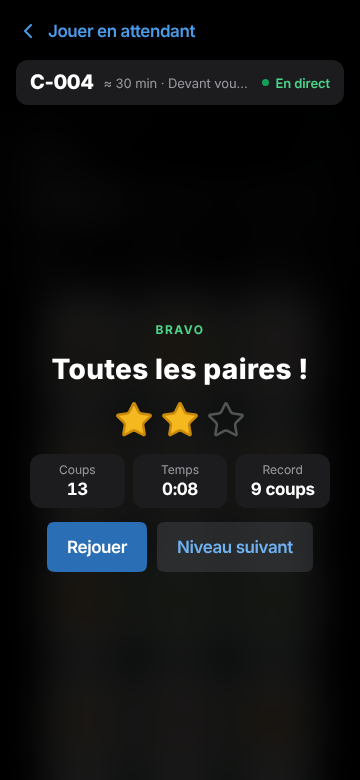 Jouer en attendant
C-004 ≈ 30 min · Devant vou... En direct
BRAVO
Toutes les paires !
Coups Temps Record
13 0:08 9 coups
Rejouer Niveau suivant